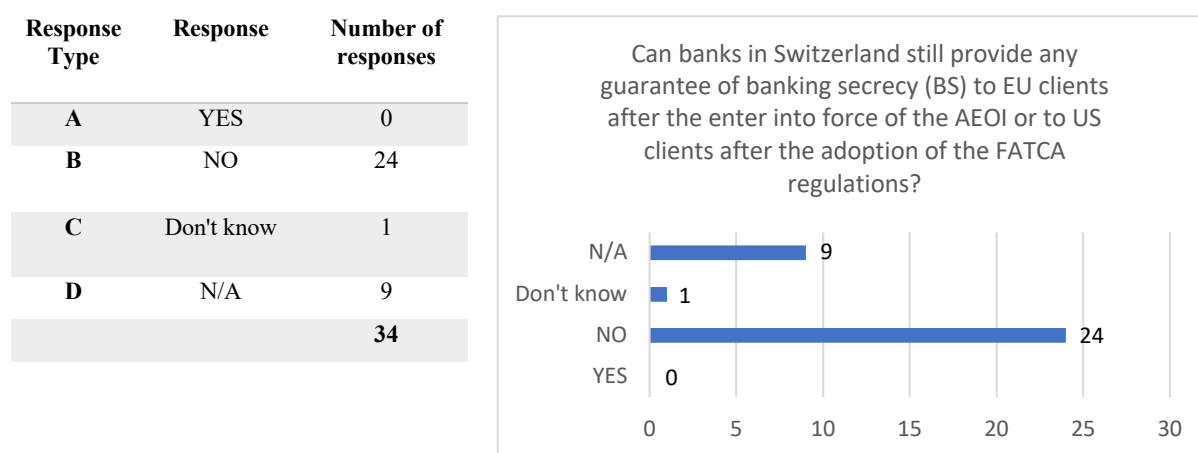 Response Type Response Number of responses
A YES 0
B NO 24
C Don't know 1
D N/A 9
34
Can banks in Switzerland still provide any
guarantee of banking secrecy (BS) to EU clients
after the enter into force of the AEOI or to US
clients after the adoption of the FATCA
regulations?
N/A 9
Don't know 1
NO 24
YES 0
0 5 10 15 20 25 30